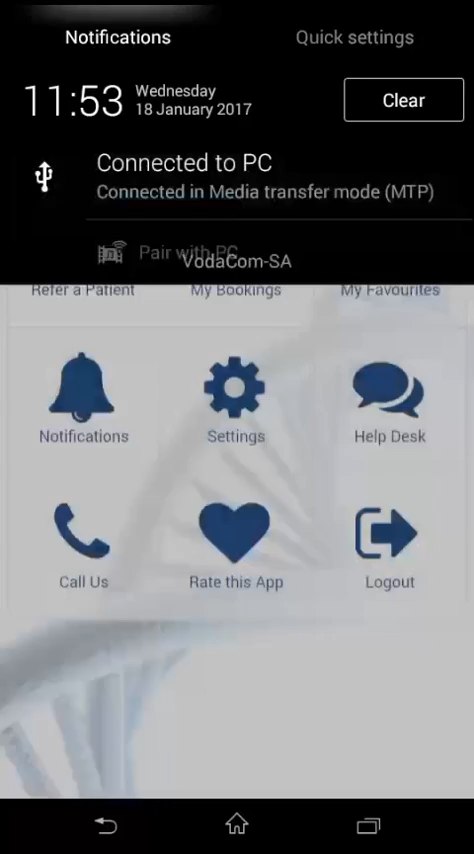 Notifications Quick settings
11:53 Wednesday
18 January 2017
Clear
Connected to PC
Connected in Media transfer mode (MTP)
Pair with PC
VodaCom-SA
Refer a Patient My Bookings My Favourites
Notifications Settings Help Desk
Call Us Rate this App Logout